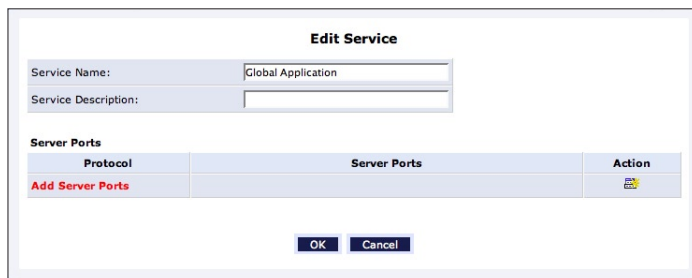 Edit Service
Service Name: Global Application
Service Description:
Server Ports
Protocol Server Ports Action
Add Server Ports
OK Cancel